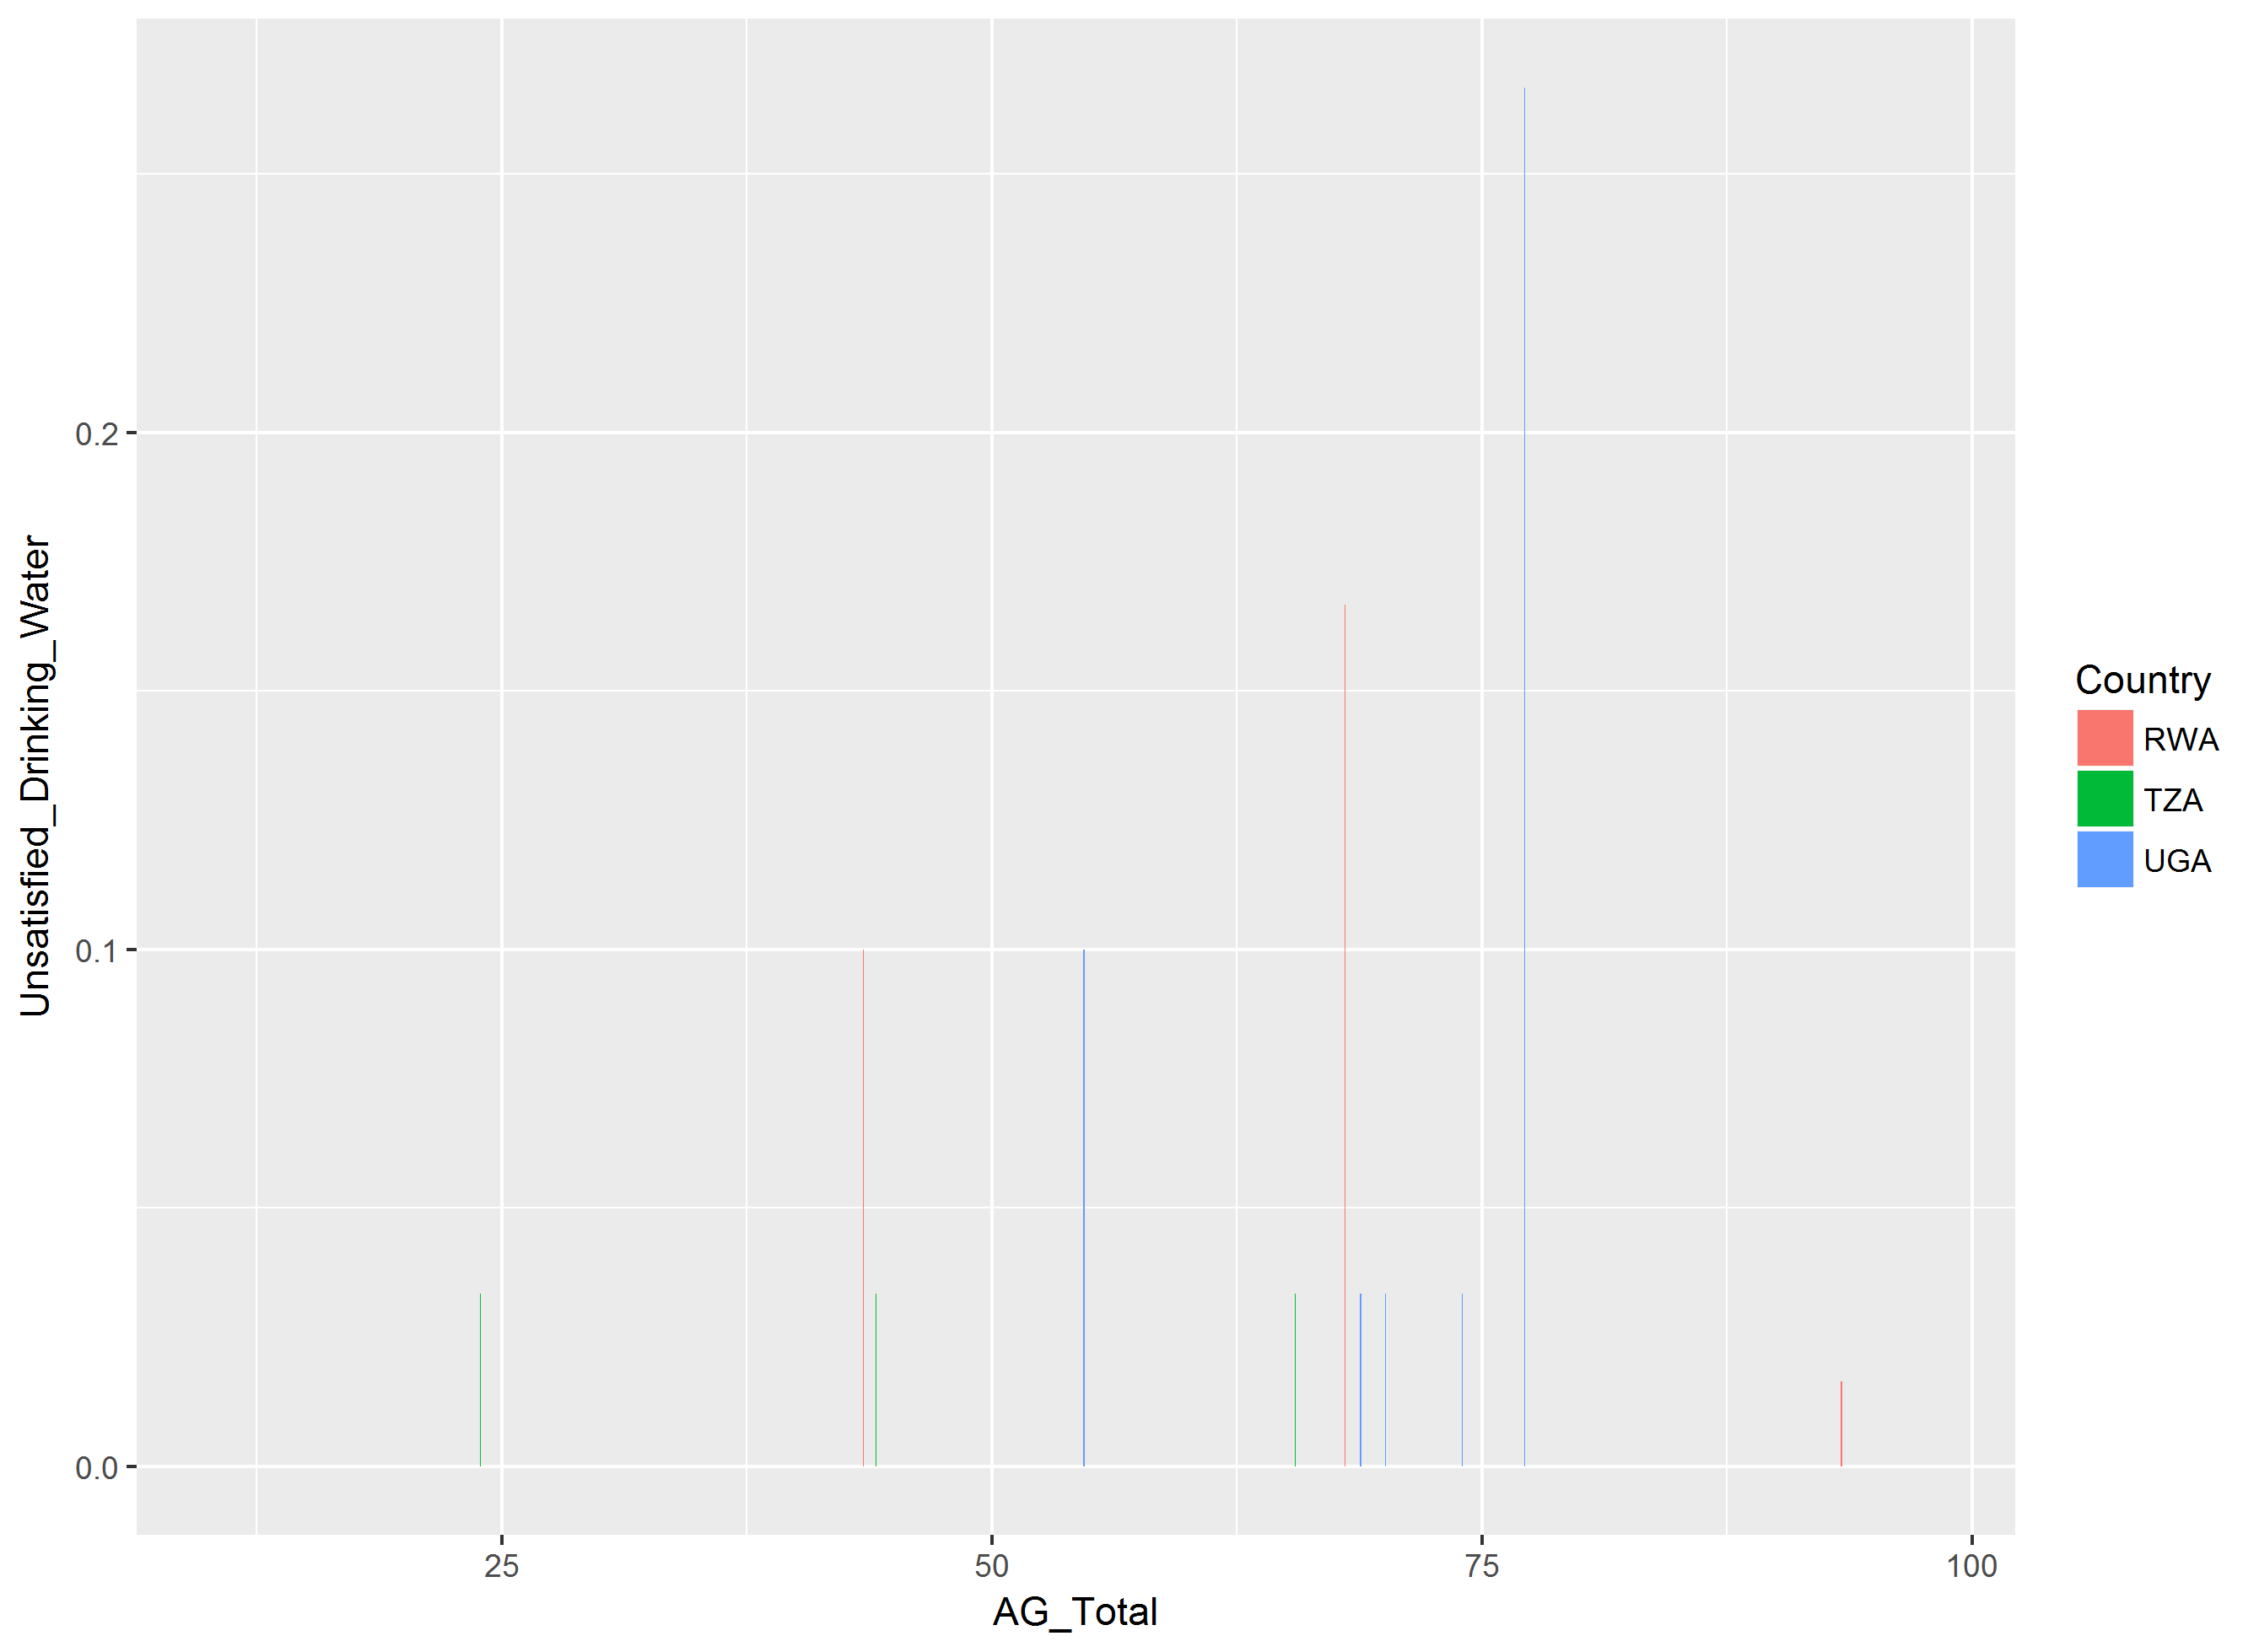 Unsatisfied_Drinking_Water
0.2
0.1
0.0
25
50
75
100
AG_Total
Country
RWA
TZA
UGA